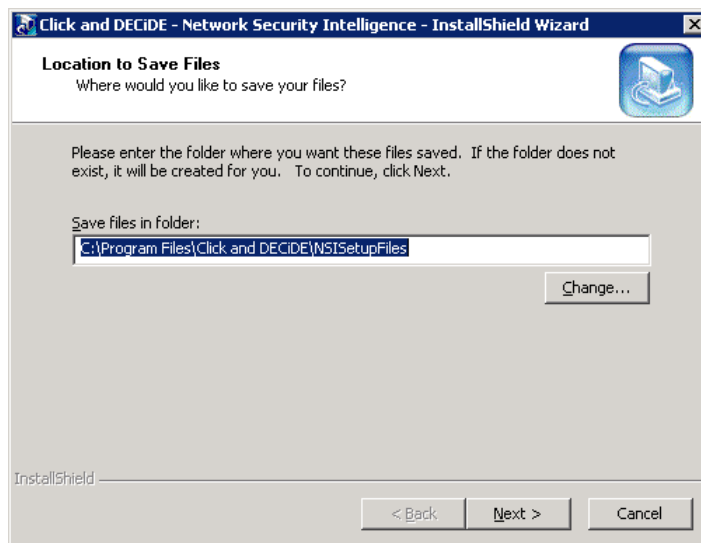 Click and DECiDE - Network Security Intelligence - InstallShield Wizard
Location to Save Files
Where would you like to save your files?
Please enter the folder where you want these files saved. If the folder does not
exist, it will be created for you. To continue, click Next.
Save files in folder:
C:\Program Files\Click and DECiDE\NSISetupFiles
Change...
InstallShield
< Back Next > Cancel